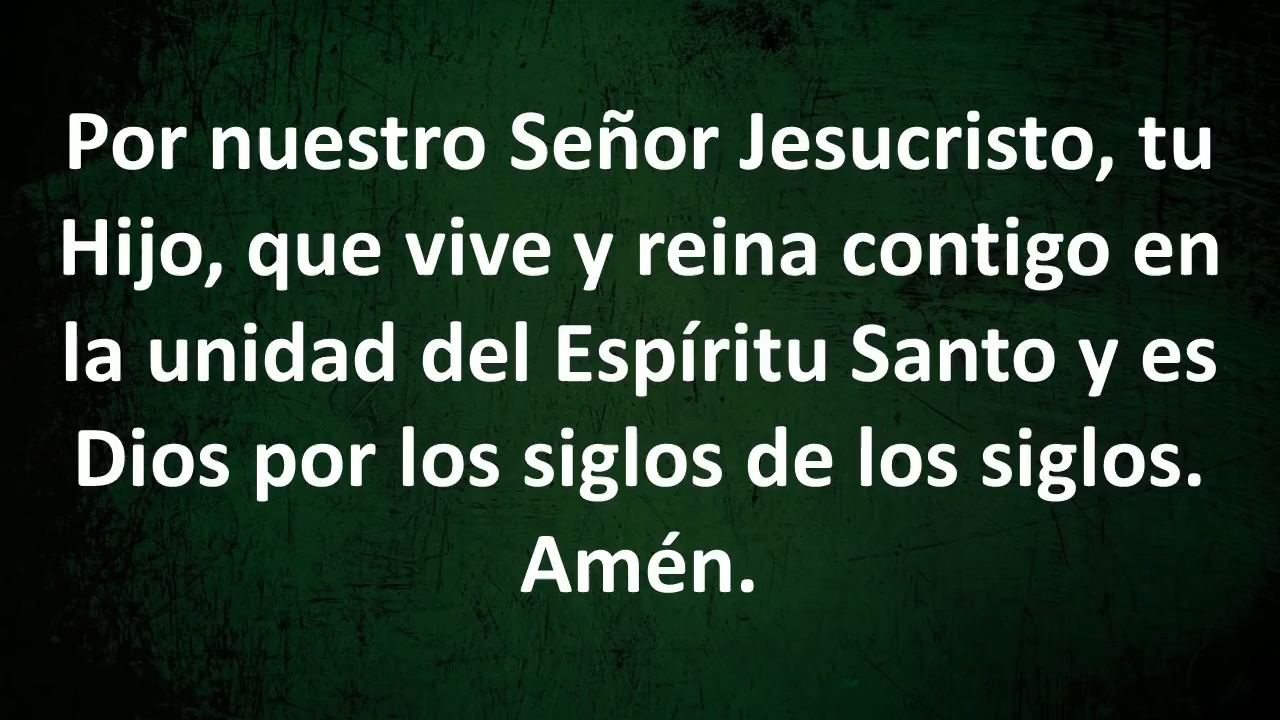 Por nuestro Señor Jesucristo, tu
Hijo, que vive y reina contigo en
la unidad del Espíritu Santo y es
Dios por los siglos de los siglos.
Amén.